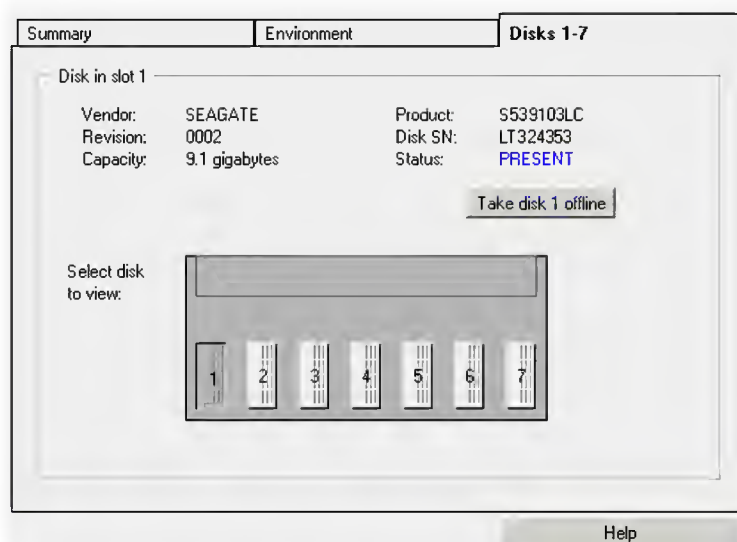 Summary Environment Disks 1-7
Disk in slot 1
Vendor: SEAGATE Product: S539103LC
Revision: 0002 Disk SN: LT324353
Capacity: 9.1 gigabytes Status: PRESENT
Take disk 1 offline
Select disk
to view:
1 2 3 4 5 6 7
Help